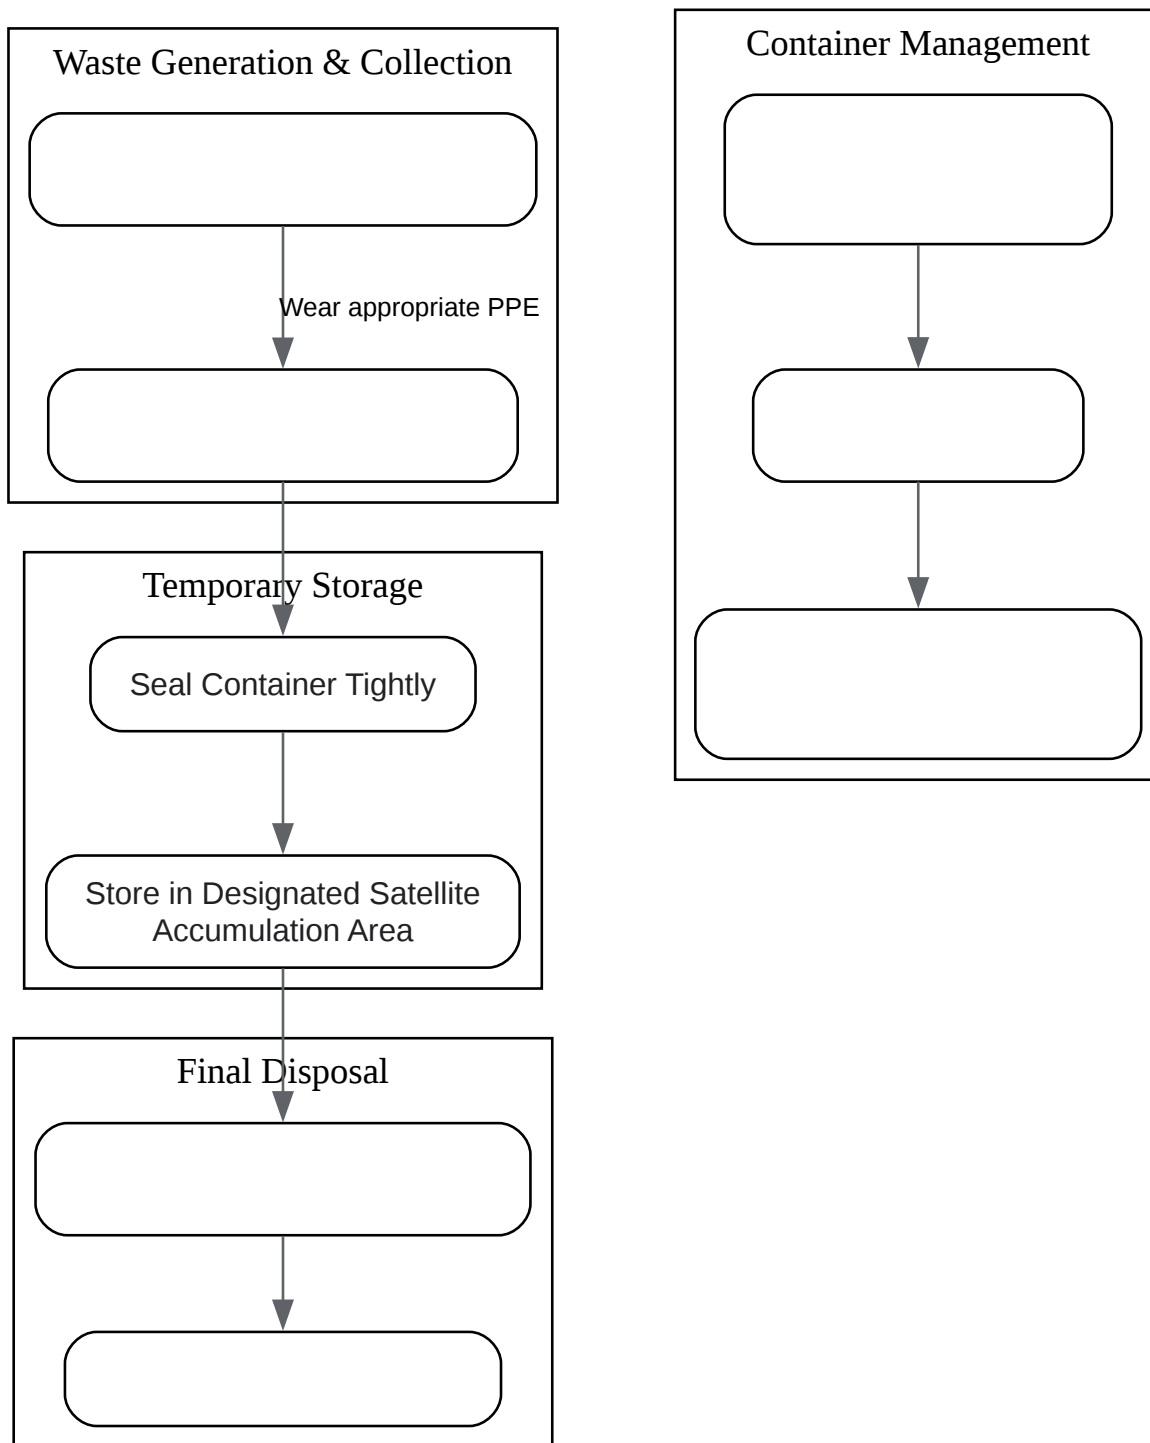 Waste Generation & Collection
Wear appropriate PPE
Temporary Storage
Seal Container Tightly
Store in Designated Satellite
Accumulation Area
Final Disposal
Container Management